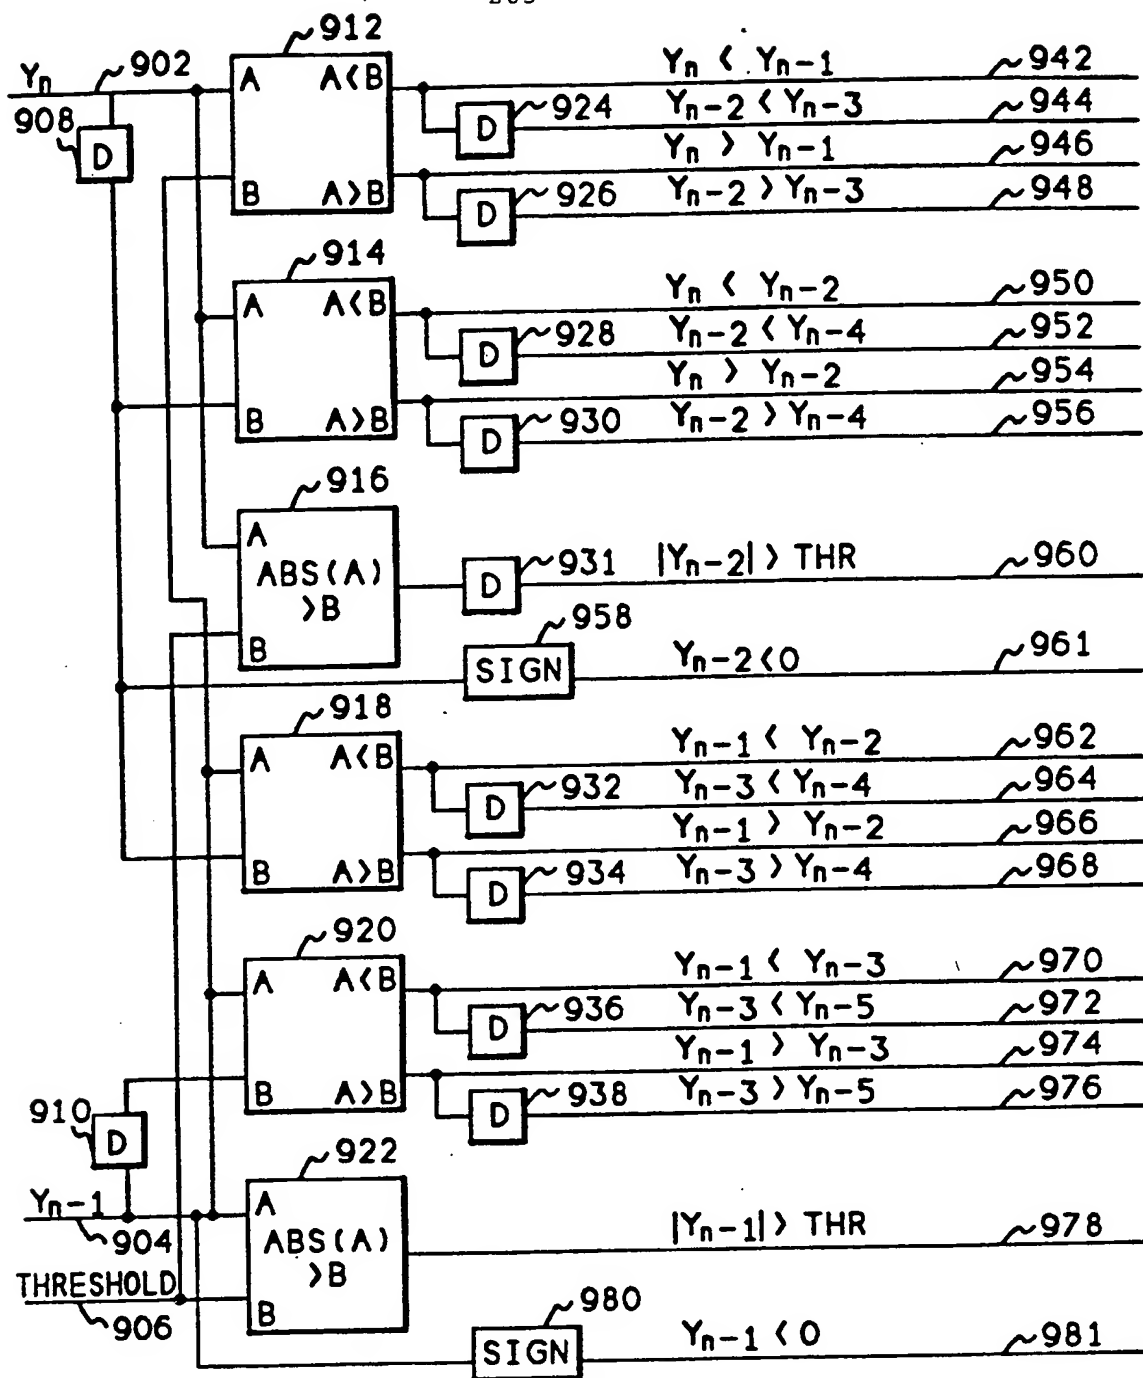 912
Yn 902 A A<B Yn < Yn-1 942
908 D D 924 Yn-2 < Yn-3 944
Yn > Yn-1 946
B A>B D 926 Yn-2 > Yn-3 948
914
A A<B Yn < Yn-2 950
D 928 Yn-2 < Yn-4 952
Yn > Yn-2 954
B A>B D 930 Yn-2 > Yn-4 956
916
A
ABS(A) D 931 |Yn-2| > THR 960
>B
B
958
SIGN Yn-2<0 961
918
A A<B Yn-1 < Yn-2 962
D 932 Yn-3 < Yn-4 964
Yn-1 > Yn-2 966
B A>B D 934 Yn-3 > Yn-4 968
920
A A<B Yn-1 < Yn-3 970
D 936 Yn-3 < Yn-5 972
Yn-1 > Yn-3 974
B A>B D 938 Yn-3 > Yn-5 976
910 D
922
Yn-1 A
904 ABS(A) |Yn-1| > THR 978
>B
THRESHOLD B
906
980
SIGN Yn-1 < 0 981